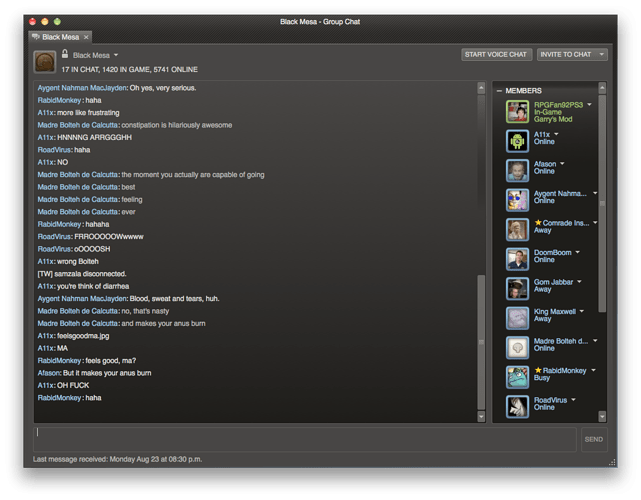 Black Mesa - Group Chat
Black Mesa
Black Mesa
17 IN CHAT, 1420 IN GAME, 5741 ONLINE
START VOICE CHAT
INVITE TO CHAT
Aygent Nahman MacJayden: Oh yes, very serious.
RabidMonkey: haha
A11x: more like frustrating
Madre Bolteh de Calcutta: constipation is hilariously awesome
A11x: HNNNNG ARRGGGHH
RoadVirus: haha
A11x: NO
Madre Bolteh de Calcutta: the moment you actually are capable of going
Madre Bolteh de Calcutta: best
Madre Bolteh de Calcutta: feeling
Madre Bolteh de Calcutta: ever
RabidMonkey: hahaha
RoadVirus: FRRROOOOOWwwww
RoadVirus: oOOOOSH
A11x: wrong Bolteh
[TW] samzala disconnected.
A11x: you're think of diarrhea
Aygent Nahman MacJayden: Blood, sweat and tears, huh.
Madre Bolteh de Calcutta: no, that's nasty
Madre Bolteh de Calcutta: and makes your anus burn
A11x: feelsgoodma.jpg
A11x: MA
RabidMonkey: feels good, ma?
Afason: But it makes your anus burn
A11x: OH FUCK
RabidMonkey: haha
MEMBERS
RPGFan92PS3
In-Game
Garry's Mod
A11x
Online
Afason
Online
Aygent Nahma...
Online
Comrade Ins...
Away
DoomBoom
Online
Gom Jabbar
Away
King Maxwell
Away
Madre Bolteh d...
Online
RabidMonkey
Busy
RoadVirus
Online
SEND
Last message received: Monday Aug 23 at 08:30 p.m.